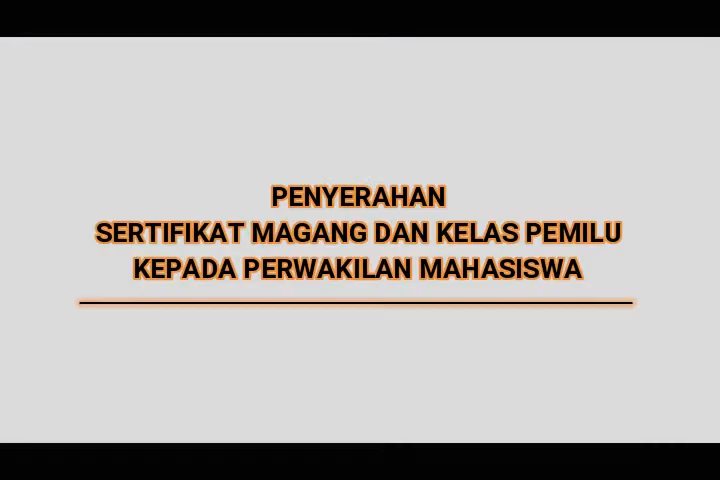 PENYERAHAN
SERTIFIKAT MAGANG DAN KELAS PEMILU
KEPADA PERWAKILAN MAHASISWA